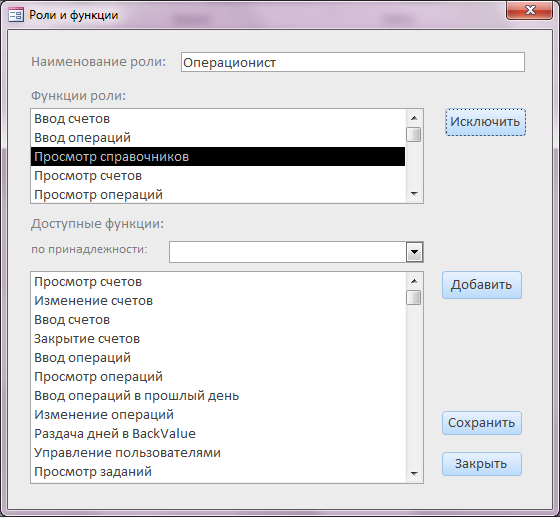 Роли и функции
Наименование роли: Операционист
Функции роли:
Ввод счетов
Исключить
Ввод операций
Просмотр справочников
Просмотр счетов
Просмотр операций
Доступные функции:
по принадлежности:
Просмотр счетов
Добавить
Изменение счетов
Ввод счетов
Закрытие счетов
Ввод операций
Просмотр операций
Ввод операций в прошлый день
Изменение операций
Сохранить
Раздача дней в BackValue
Управление пользователями
Закрыть
Просмотр заданий